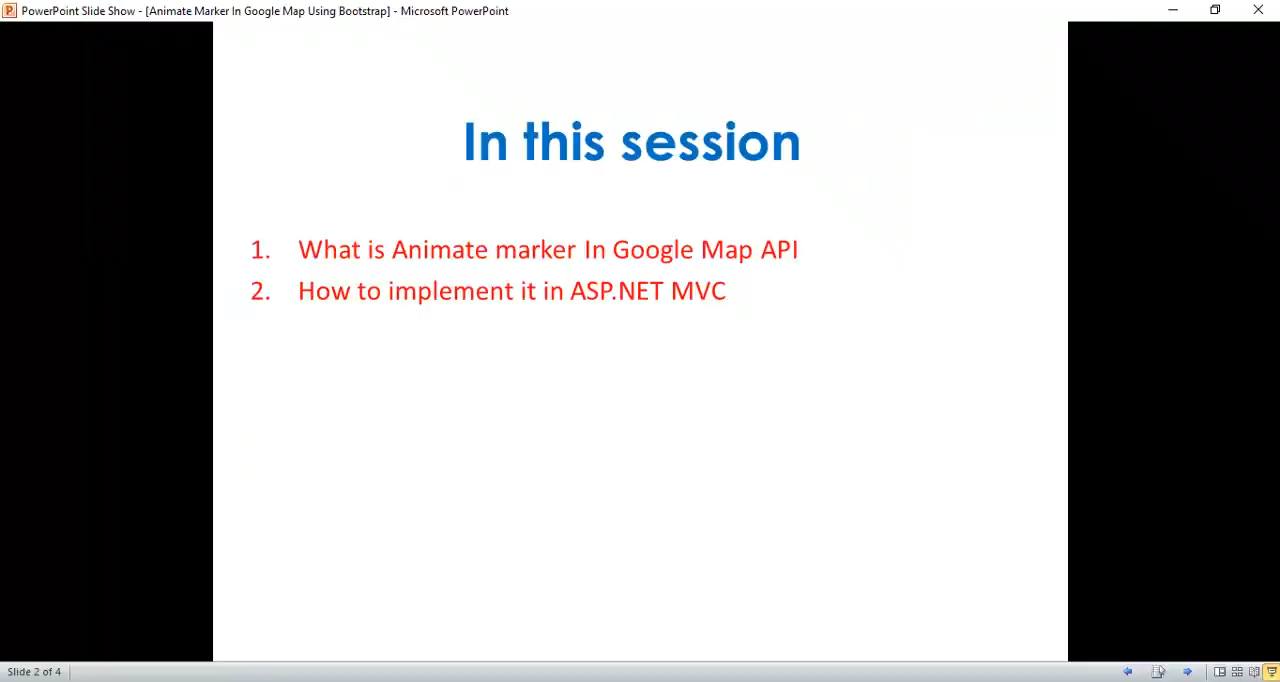 PowerPoint Slide Show - [Animate Marker In Google Map Using Bootstrap] - Microsoft PowerPoint
In this session
1. What is Animate marker In Google Map API
2. How to implement it in ASP.NET MVC
Slide 2 of 4